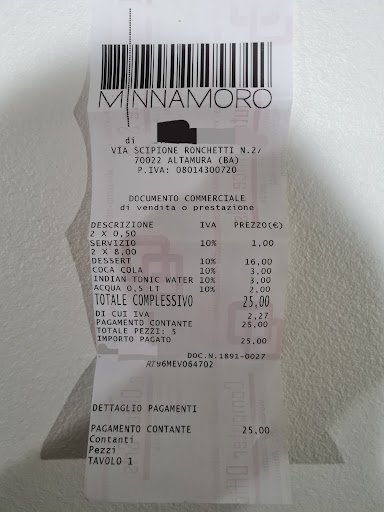 MINNAMORO
di
VIA SCIPIONE RONCHETTI N.2/
70022 ALTAMURA (BA)
P.IVA: 08014300720
DOCUMENTO COMMERCIALE
di vendita o prestazione
DESCRIZIONE IVA PREZZO(€)
2 X 0,50
SERVIZIO 10% 1,00
2 X 8,00
DESSERT 10% 16,00
COCA COLA 10% 3,00
INDIAN TONIC WATER 10% 3,00
ACQUA 0,5 LT 10% 2,00
TOTALE COMPLESSIVO 25,00
DI CUI IVA 2,27
PAGAMENTO CONTANTE 25,00
TOTALE PEZZI: 5
IMPORTO PAGATO 25,00
DOC.N.1891-0027
96MEV064702
DETTAGLIO PAGAMENTI
PAGAMENTO CONTANTE 25,00
Contanti
Pezzi
TAVOLO 1